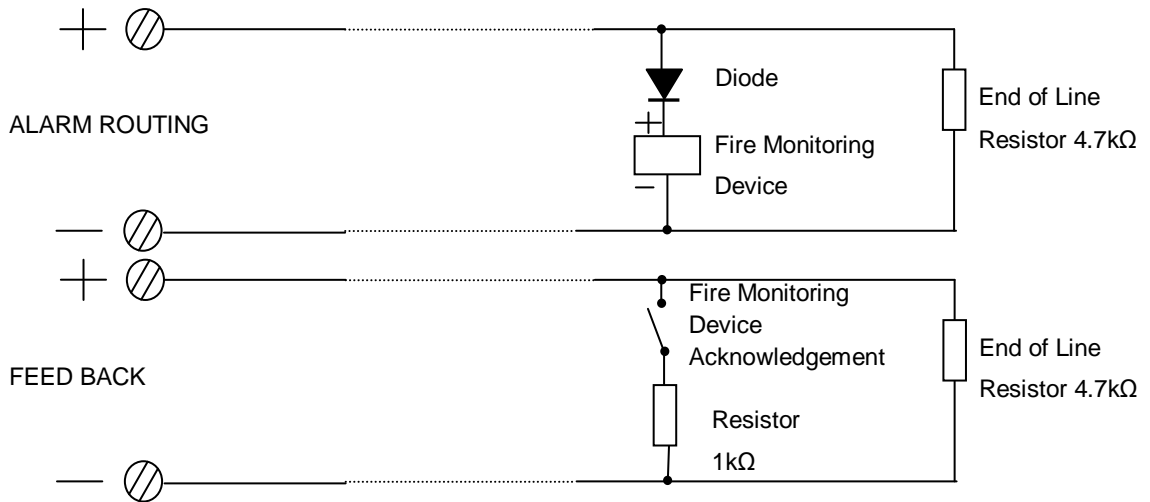 +
Diode
ALARM ROUTING
+
Fire Monitoring
Device
−
End of Line
Resistor 4.7kΩ
−
+
Fire Monitoring
Device
Acknowledgement
FEED BACK
End of Line
Resistor 4.7kΩ
Resistor
1kΩ
−